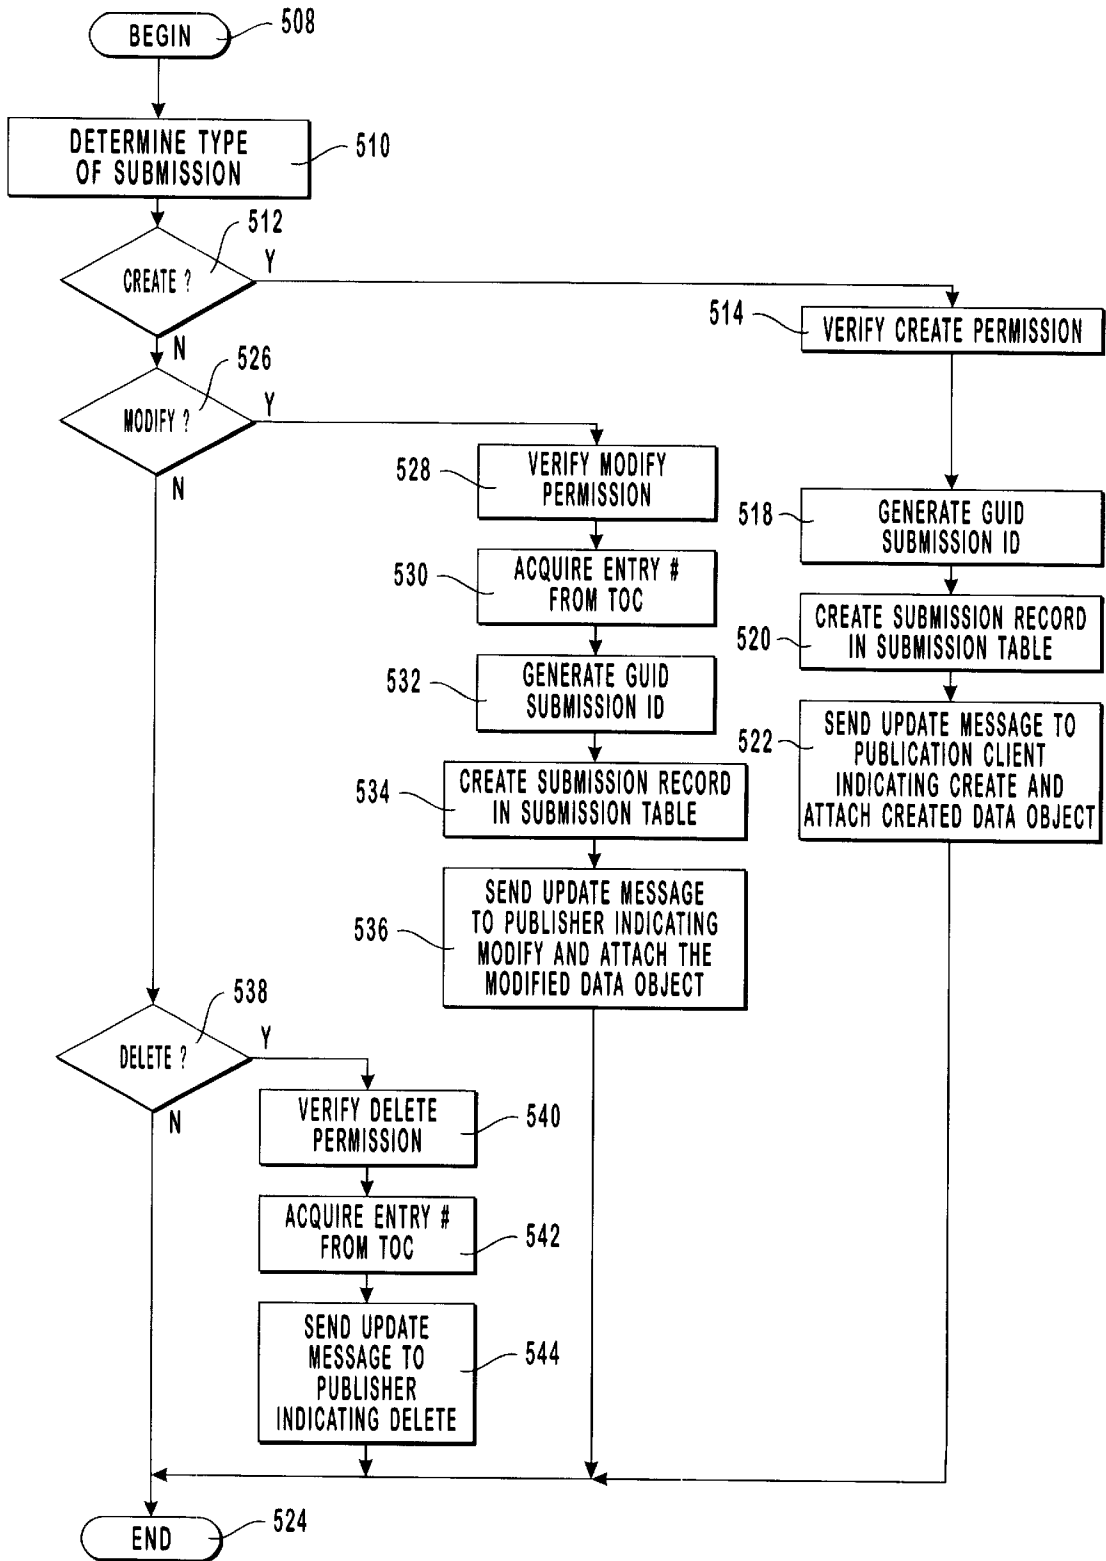 BEGIN
508
DETERMINE TYPE
OF SUBMISSION
510
512
CREATE ?
Y
N
514
VERIFY CREATE PERMISSION
526
MODIFY ?
Y
N
528
VERIFY MODIFY
PERMISSION
518
GENERATE GUID
SUBMISSION ID
530
ACQUIRE ENTRY #
FROM TOC
520
CREATE SUBMISSION RECORD
IN SUBMISSION TABLE
532
GENERATE GUID
SUBMISSION ID
522
SEND UPDATE MESSAGE TO
PUBLICATION CLIENT
INDICATING CREATE AND
ATTACH CREATED DATA OBJECT
534
CREATE SUBMISSION RECORD
IN SUBMISSION TABLE
536
SEND UPDATE MESSAGE
TO PUBLISHER INDICATING
MODIFY AND ATTACH THE
MODIFIED DATA OBJECT
538
DELETE ?
Y
N
VERIFY DELETE
PERMISSION
540
ACQUIRE ENTRY #
FROM TOC
542
SEND UPDATE
MESSAGE TO
PUBLISHER
INDICATING DELETE
544
END
524